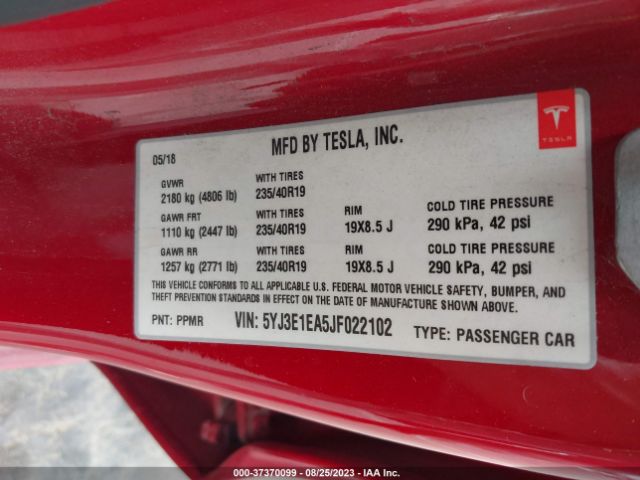 MFD BY TESLA, INC.
TESLA
05/18
GVWR WITH TIRES
2180 kg (4806 lb) 235/40R19
GAWR FRT WITH TIRES RIM COLD TIRE PRESSURE
1110 kg (2447 lb) 235/40R19 19X8.5 J 290 kPa, 42 psi
GAWR RR WITH TIRES RIM COLD TIRE PRESSURE
1257 kg (2771 lb) 235/40R19 19X8.5 J 290 kPa, 42 psi
THIS VEHICLE CONFORMS TO ALL APPLICABLE U.S. FEDERAL MOTOR VEHICLE SAFETY, BUMPER, AND
THEFT PREVENTION STANDARDS IN EFFECT ON THE DATE OF MANUFACTURE SHOWN ABOVE.
PNT: PPMR VIN: 5YJ3E1EA5JF022102 TYPE: PASSENGER CAR
000-37370099 — 08/25/2023 — IAA Inc.